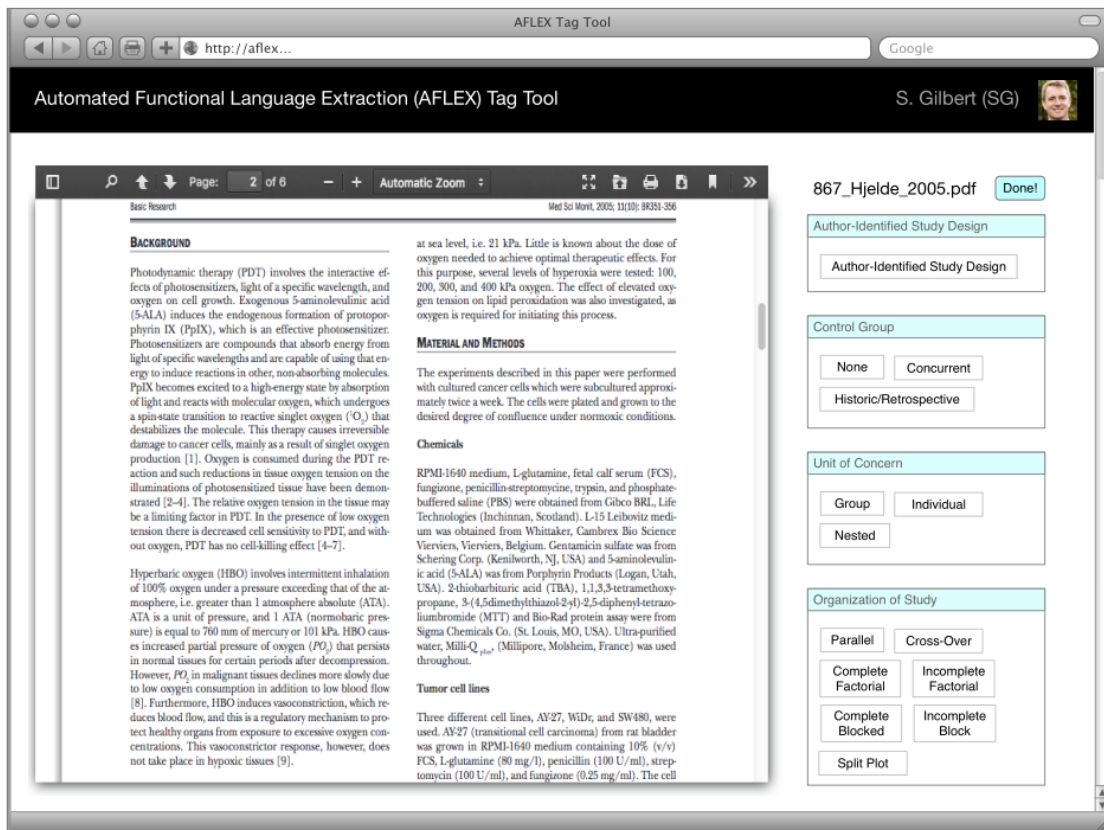 AFLEX Tag Tool
http://aflex...
Google
Automated Functional Language Extraction (AFLEX) Tag Tool
S. Gilbert (SG)
Page: 2 of 6
Automatic Zoom
Basic Research
Med Sci Monit, 2005; 11(10): BR351-356
BACKGROUND
Photodynamic therapy (PDT) involves the interactive ef-
fects of photosensitizers, light of a specific wavelength, and
oxygen on cell growth. Exogenous 5-aminolevulinic acid
(5-ALA) induces the endogenous formation of protopor-
phyrin IX (PpIX), which is an effective photosensitizer.
Photosensitizers are compounds that absorb energy from
light of specific wavelengths and are capable of using that en-
ergy to induce reactions in other, non-absorbing molecules.
PpIX becomes excited to a high-energy state by absorption
of light and reacts with molecular oxygen, which undergoes
a spin-state transition to reactive singlet oxygen (¹O₂) that
destabilizes the molecule. This therapy causes irreversible
damage to cancer cells, mainly as a result of singlet oxygen
production [1]. Oxygen is consumed during the PDT re-
action and such reductions in tissue oxygen tension on the
illuminations of photosensitized tissue have been demon-
strated [2–4]. The relative oxygen tension in the tissue may
be a limiting factor in PDT. In the presence of low oxygen
tension there is decreased cell sensitivity to PDT, and with-
out oxygen, PDT has no cell-killing effect [4–7].
Hyperbaric oxygen (HBO) involves intermittent inhalation
of 100% oxygen under a pressure exceeding that of the at-
mosphere, i.e. greater than 1 atmosphere absolute (ATA).
ATA is a unit of pressure, and 1 ATA (normobaric pres-
sure) is equal to 760 mm of mercury or 101 kPa. HBO caus-
es increased partial pressure of oxygen (PO₂) that persists
in normal tissues for certain periods after decompression.
However, PO₂ in malignant tissues declines more slowly due
to low oxygen consumption in addition to low blood flow
[8]. Furthermore, HBO induces vasoconstriction, which re-
duces blood flow, and this is a regulatory mechanism to pro-
tect healthy organs from exposure to excessive oxygen con-
centrations. This vasoconstrictor response, however, does
not take place in hypoxic tissues [9].
at sea level, i.e. 21 kPa. Little is known about the dose of
oxygen needed to achieve optimal therapeutic effects. For
this purpose, several levels of hyperoxia were tested: 100,
200, 300, and 400 kPa oxygen. The effect of elevated oxy-
gen tension on lipid peroxidation was also investigated, as
oxygen is required for initiating this process.
MATERIAL AND METHODS
The experiments described in this paper were performed
with cultured cancer cells which were subcultured approxi-
mately twice a week. The cells were plated and grown to the
desired degree of confluence under normoxic conditions.
Chemicals
RPMI-1640 medium, L-glutamine, fetal calf serum (FCS),
fungizone, penicillin-streptomycine, trypsin, and phosphate-
buffered saline (PBS) were obtained from Gibco BRL, Life
Technologies (Inchinnan, Scotland). L-15 Leibovitz medi-
um was obtained from Whittaker, Cambrex Bio Science
Vierviers, Vierviers, Belgium. Gentamicin sulfate was from
Schering Corp. (Kenilworth, NJ, USA) and 5-aminolevulin-
ic acid (5-ALA) was from Porphyrin Products (Logan, Utah,
USA). 2-thiobarbituric acid (TBA), 1,1,3,3-tetramethoxy-
propane, 3-(4,5dimethylthiazol-2-yl)-2,5-diphenyl-tetrazo-
liumbromide (MTT) and Bio-Rad protein assay were from
Sigma Chemicals Co. (St. Louis, MO, USA). Ultra-purified
water, Milli-Q plus, (Millipore, Molsheim, France) was used
throughout.
Tumor cell lines
Three different cell lines, AY-27, WiDr, and SW480, were
used. AY-27 (transitional cell carcinoma) from rat bladder
was grown in RPMI-1640 medium containing 10% (v/v)
FCS, L-glutamine (80 mg/l), penicillin (100 U/ml), strep-
tomycin (100 U/ml), and fungizone (0.25 mg/ml). The cell
867_Hjelde_2005.pdf
Done!
Author-Identified Study Design
Author-Identified Study Design
Control Group
None Concurrent
Historic/Retrospective
Unit of Concern
Group Individual
Nested
Organization of Study
Parallel Cross-Over
Complete Factorial
Incomplete Factorial
Complete Blocked
Incomplete Block
Split Plot